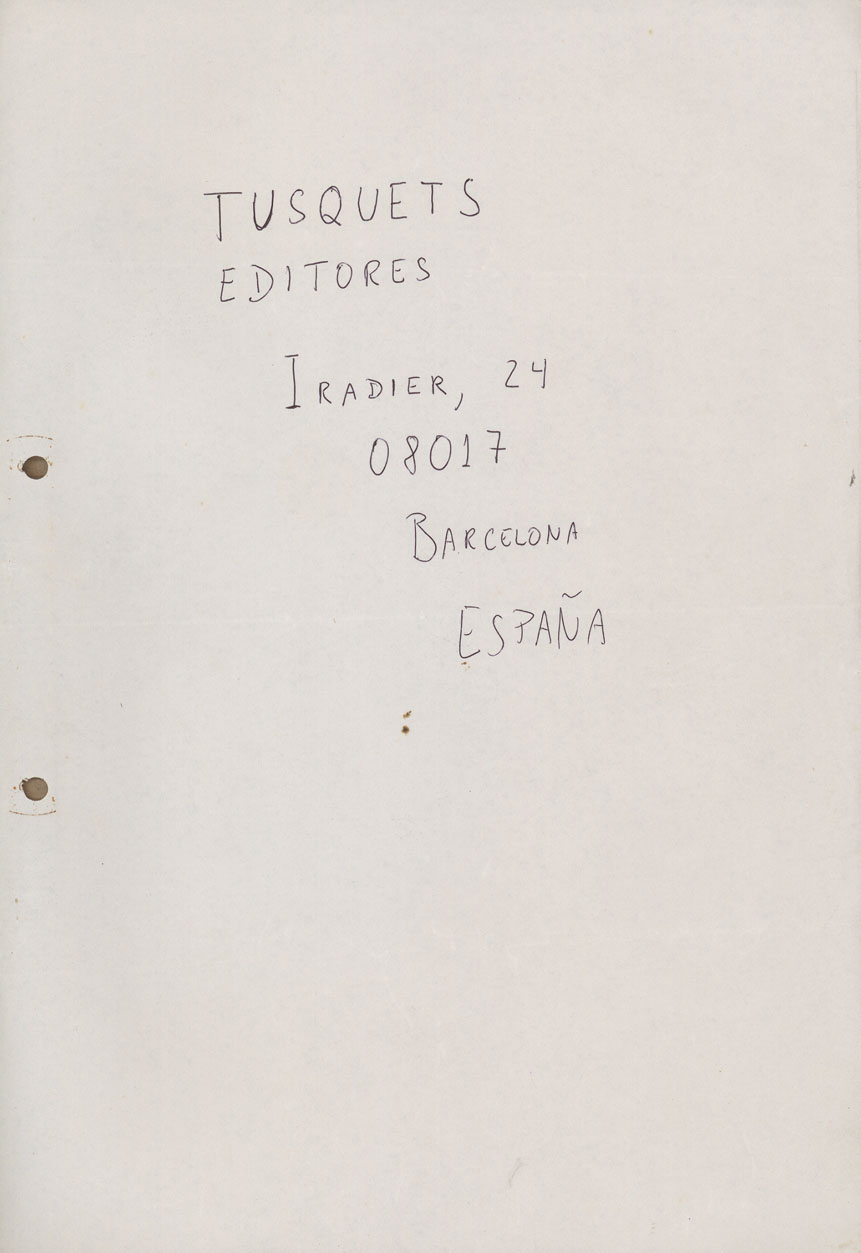 TUSQUETS
EDITORES
IRADIER, 24
08017
BARCELONA
ESPAÑA